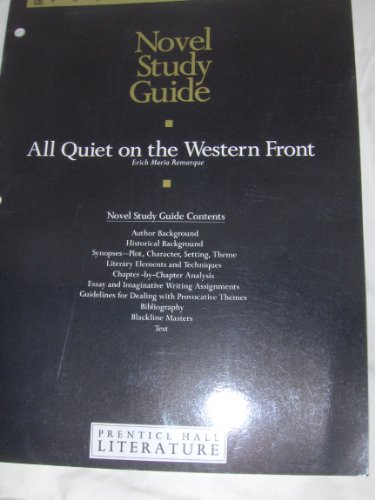 Novel
Study
Guide
All Quiet on the Western Front
Erich Maria Remarque
Novel Study Guide Contents
Author Background
Historical Background
Synopses—Plot, Character, Setting, Theme
Literary Elements and Techniques
Chapter-by-Chapter Analysis
Essay and Imaginative Writing Assignments
Guidelines for Dealing with Provocative Themes
Bibliography
Blackline Masters
Test
PRENTICE HALL
LITERATURE